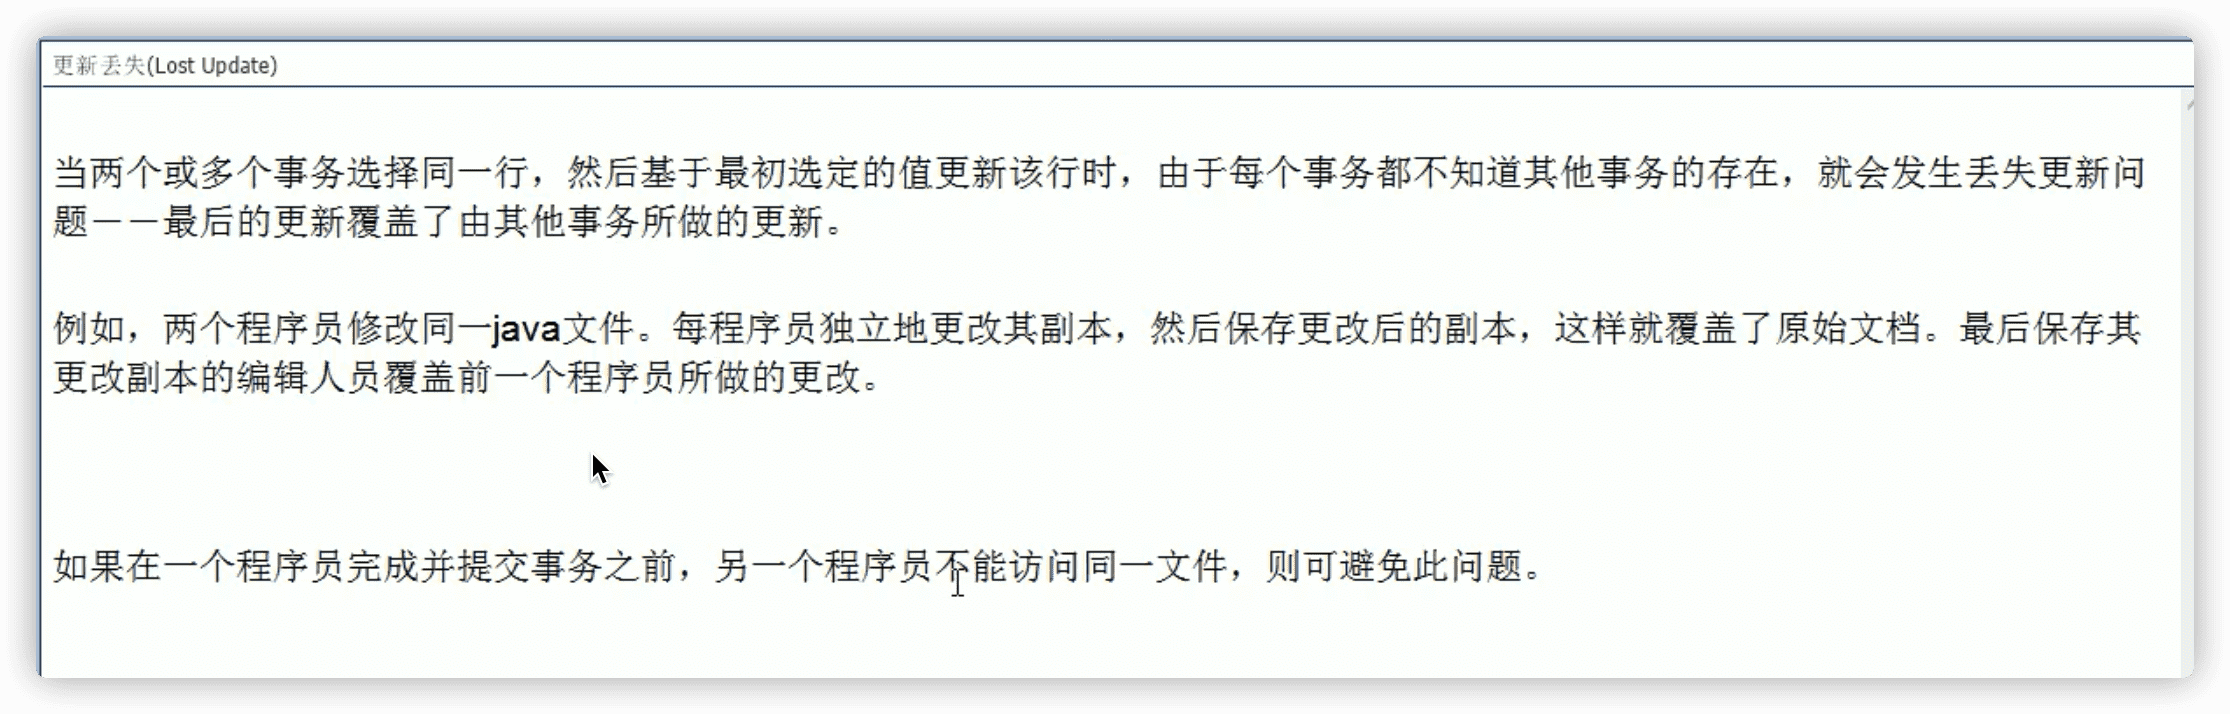 更新丢失(Lost Update)
当两个或多个事务选择同一行，然后基于最初选定的值更新该行时，由于每个事务都不知道其他事务的存在，就会发生丢失更新问
题－－最后的更新覆盖了由其他事务所做的更新。
例如，两个程序员修改同一java文件。每程序员独立地更改其副本，然后保存更改后的副本，这样就覆盖了原始文档。最后保存其
更改副本的编辑人员覆盖前一个程序员所做的更改。
如果在一个程序员完成并提交事务之前，另一个程序员不能访问同一文件，则可避免此问题。